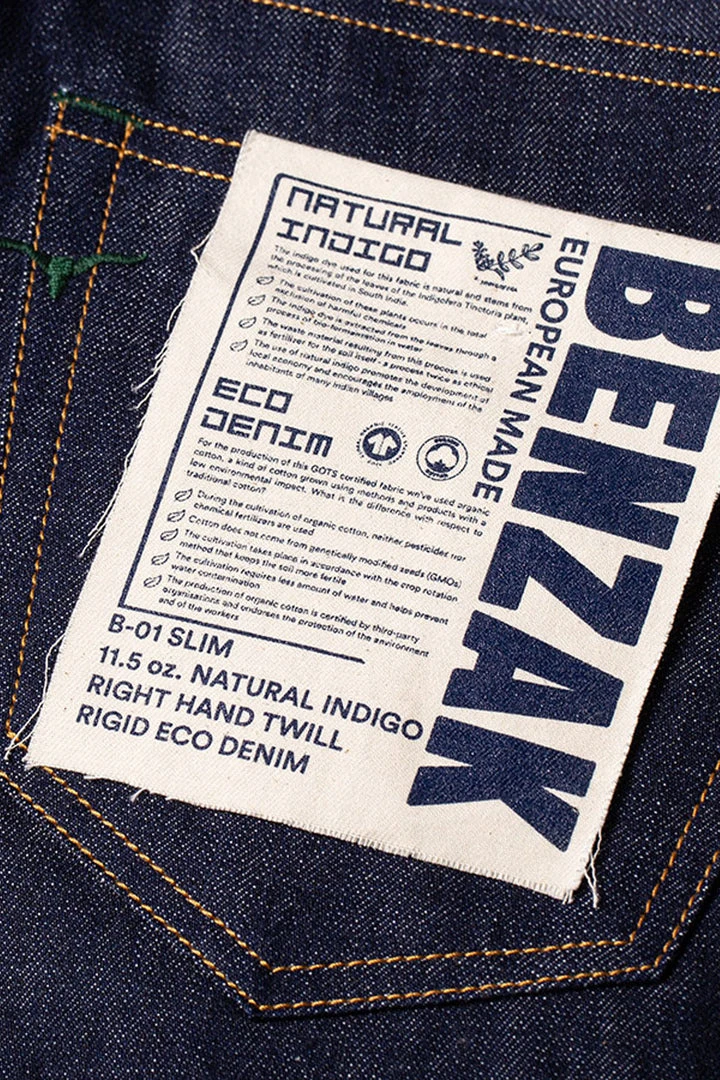 NATURAL
INDIGO
The indigo dye used for this fabric is natural and stems from
the processing of the leaves of the Indigofera Tinctoria plant,
which is cultivated in South India.
The cultivation of these plants occurs in the total
exclusion of harmful chemicals
The indigo dye is extracted from the leaves through a
process of bio-fermentation in water
The waste material resulting from this process is used
as fertilizer for the soil itself - a process twice as ethical
The use of natural indigo promotes the development of
local economy and encourages the employment of the
inhabitants of many Indian villages
ECO
DENIM
For the production of this GOTS certified fabric we've used organic
cotton, a kind of cotton grown using methods and products with a
low environmental impact. What is the difference with respect to
traditional cotton?
During the cultivation of organic cotton, neither pesticides nor
chemical fertilizers are used
Cotton does not come from genetically modified seeds (GMOs)
The cultivation takes place in accordance with the crop rotation
method that keeps the soil more fertile
The cultivation requires less amount of water and helps prevent
water contamination
The production of organic cotton is certified by third-party
organisations and endorses the protection of the environment
and of the workers
B-01 SLIM
11.5 oz. NATURAL INDIGO
RIGHT HAND TWILL
RIGID ECO DENIM
EUROPEAN MADE
BENZAK